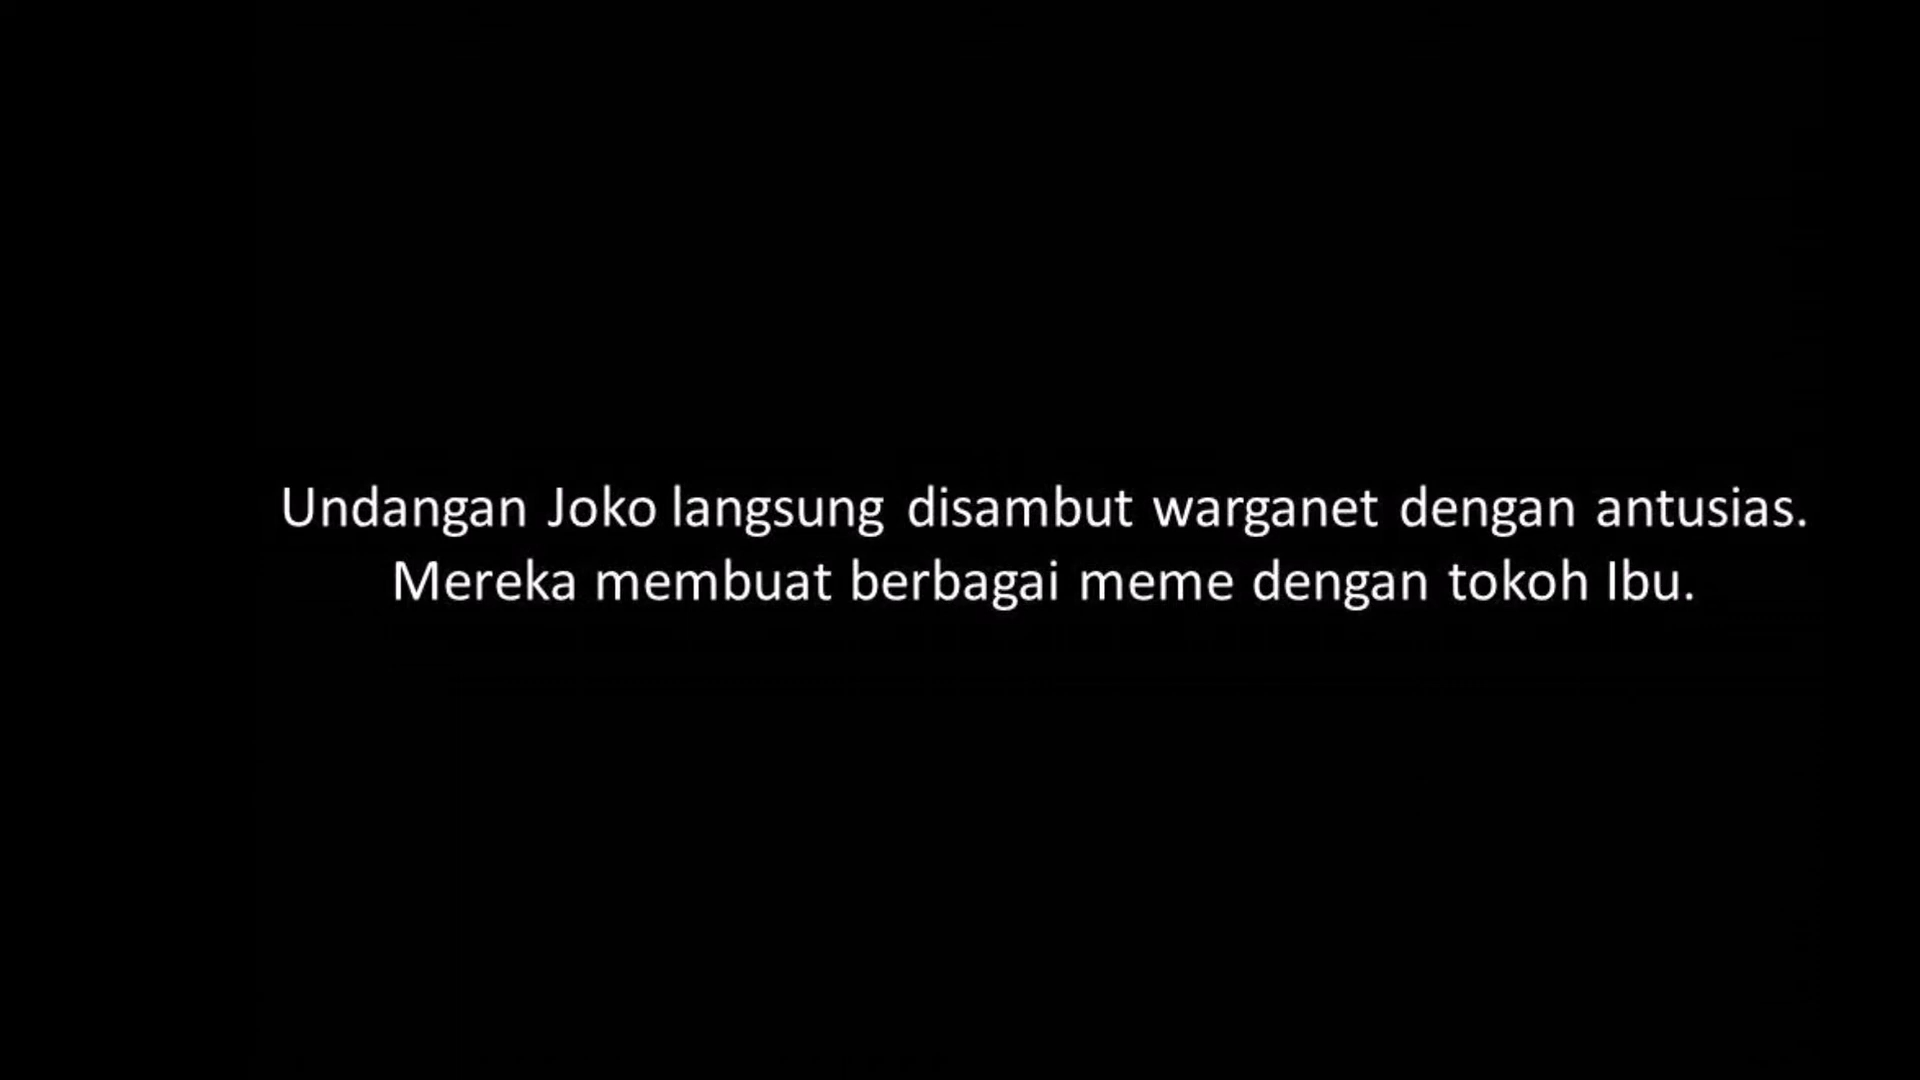 Undangan Joko langsung disambut warganet dengan antusias.
Mereka membuat berbagai meme dengan tokoh Ibu.